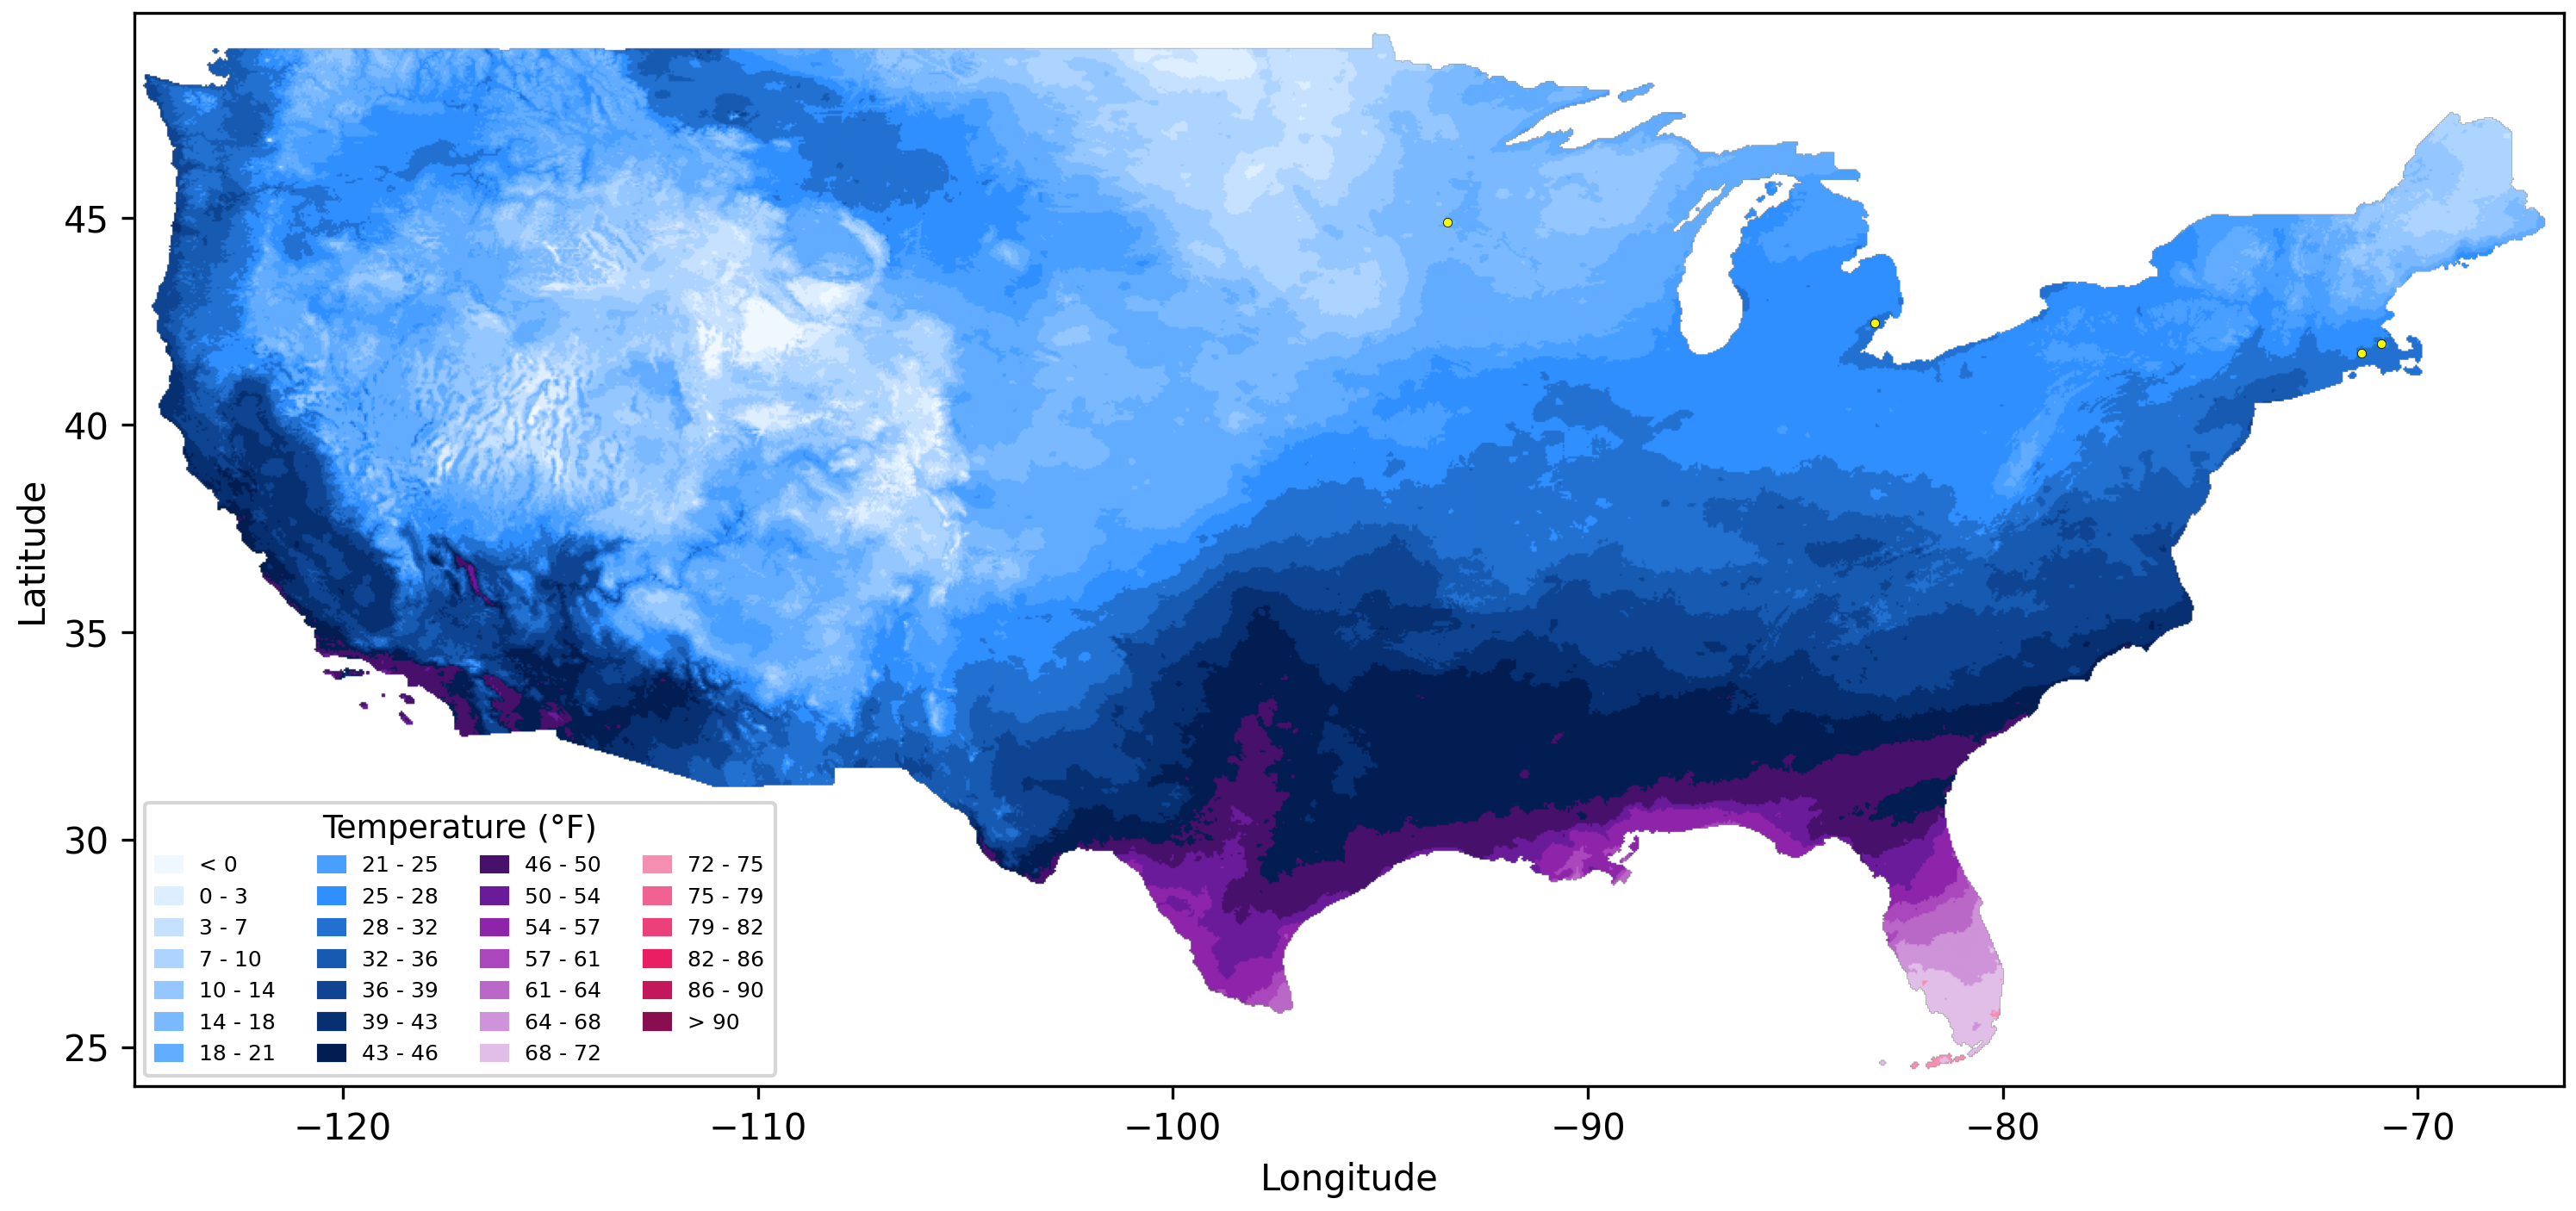 45
40
35
30
25
Latitude
Temperature (°F)
< 0
0 - 3
3 - 7
7 - 10
10 - 14
14 - 18
18 - 21
21 - 25
25 - 28
28 - 32
32 - 36
36 - 39
39 - 43
43 - 46
46 - 50
50 - 54
54 - 57
57 - 61
61 - 64
64 - 68
68 - 72
72 - 75
75 - 79
79 - 82
82 - 86
86 - 90
> 90
−120
−110
−100
−90
−80
−70
Longitude